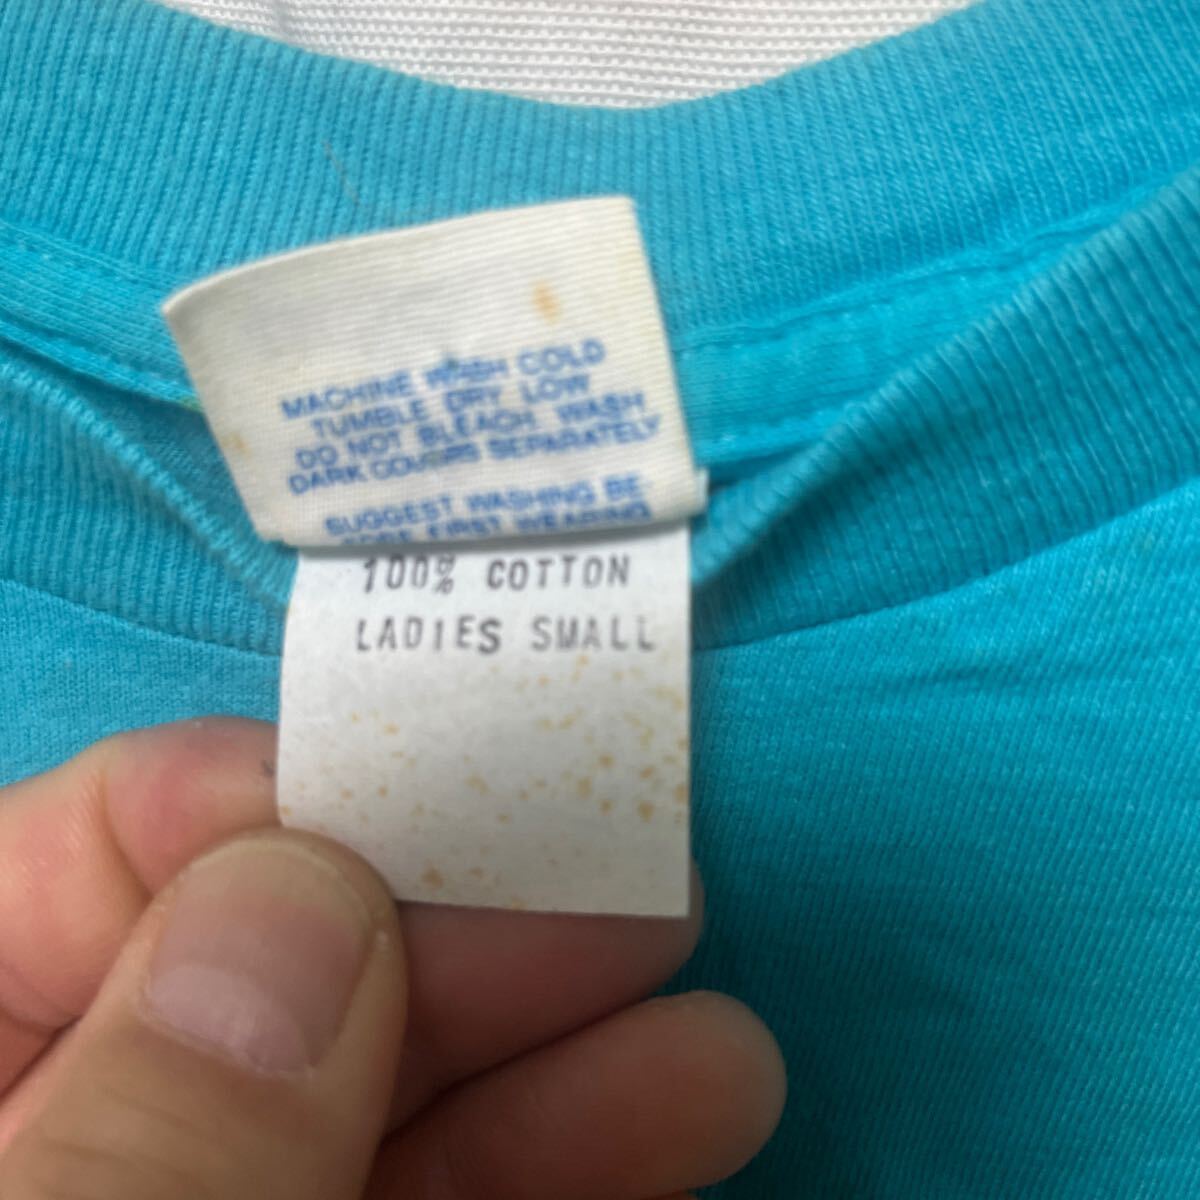 MACHINE WASH COLD
TUMBLE DRY LOW
DO NOT BLEACH. WASH
DARK COLORS SEPARATELY
SUGGEST WASHING BE-
FORE FIRST WEARING
100% COTTON
LADIES SMALL